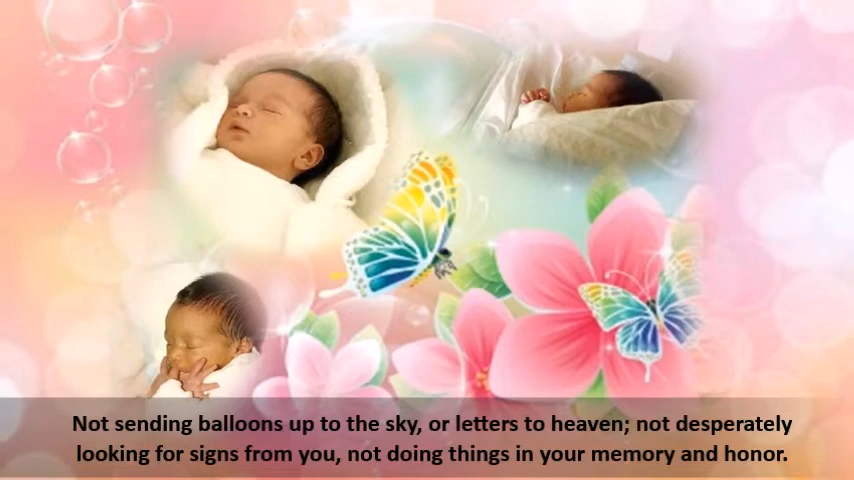 Not sending balloons up to the sky, or letters to heaven; not desperately
looking for signs from you, not doing things in your memory and honor.